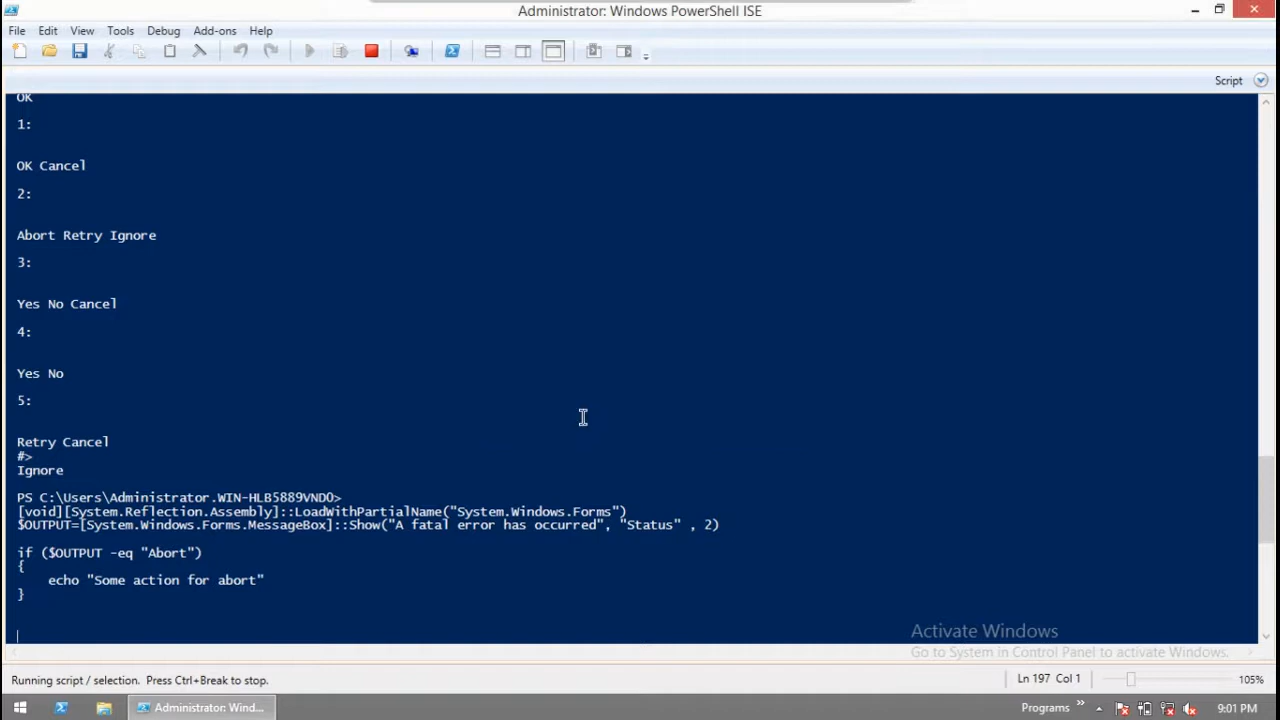 Administrator: Windows PowerShell ISE
File Edit View Tools Debug Add-ons Help
Script
OK
1:
OK Cancel
2:
Abort Retry Ignore
3:
Yes No Cancel
4:
Yes No
5:
Retry Cancel
#>
Ignore
PS C:\Users\Administrator.WIN-HLB5889VNDO>
[void][System.Reflection.Assembly]::LoadWithPartialName("System.Windows.Forms")
$OUTPUT=[System.Windows.Forms.MessageBox]::Show("A fatal error has occurred", "Status" , 2)
if ($OUTPUT -eq "Abort")
{
    echo "Some action for abort"
}
Activate Windows
Go to System in Control Panel to activate Windows.
Running script / selection. Press Ctrl+Break to stop.
Ln 197 Col 1
105%
Administrator: Wind...
Programs
9:01 PM